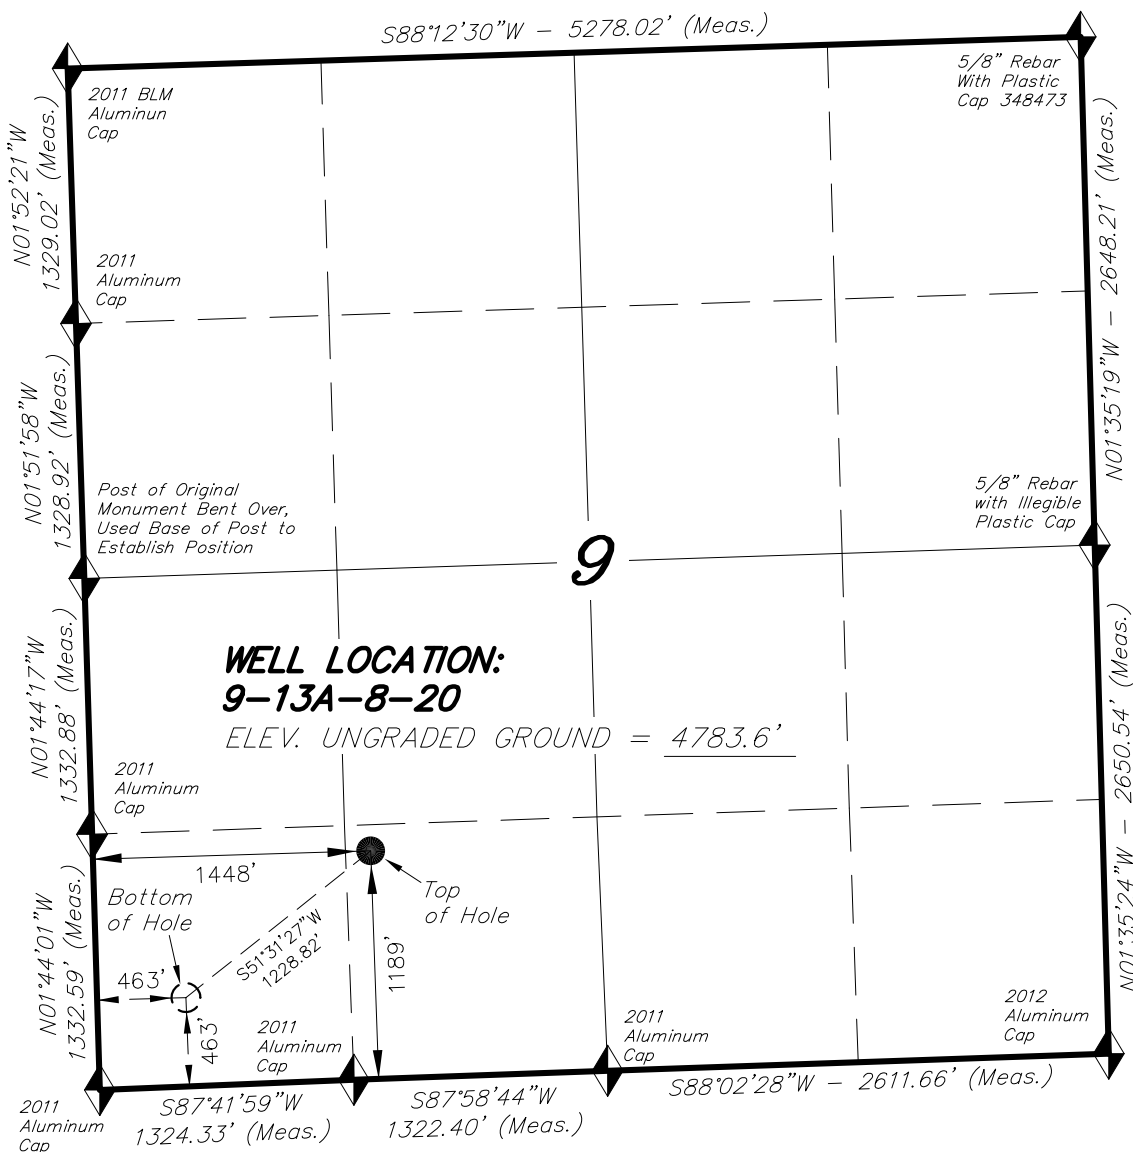 S88°12'30"W - 5278.02' (Meas.)
5/8" Rebar
With Plastic
Cap 348473
2011 BLM
Aluminun
Cap
N01°52'21"W
1329.02' (Meas.)
N01°35'19"W - 2648.21' (Meas.)
2011
Aluminum
Cap
N01°51'58"W
1328.92' (Meas.)
Post of Original
Monument Bent Over,
Used Base of Post to
Establish Position
5/8" Rebar
with Illegible
Plastic Cap
9
WELL LOCATION:
9-13A-8-20
ELEV. UNGRADED GROUND = 4783.6'
N01°44'17"W
1332.88' (Meas.)
N01°35'24"W - 2650.54' (Meas.)
2011
Aluminum
Cap
1448'
Bottom
of Hole
Top
of Hole
S51°31'27"W
1228.82'
1189'
N01°44'01"W
1332.59' (Meas.)
463'
463'
2011
Aluminum
Cap
2011
Aluminum
Cap
2012
Aluminum
Cap
S88°02'28"W - 2611.66' (Meas.)
S87°41'59"W
1324.33' (Meas.)
S87°58'44"W
1322.40' (Meas.)
2011
Aluminum
Cap